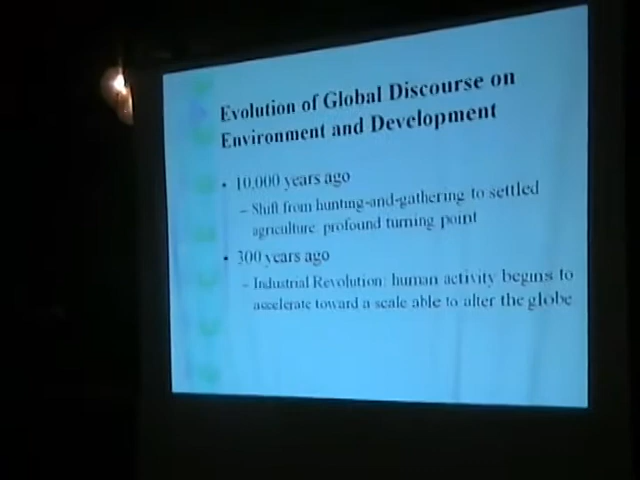 Evolution of Global Discourse on
Environment and Development
• 10,000 years ago
– Shift from hunting-and-gathering to settled
agriculture: profound turning point
• 300 years ago
– Industrial Revolution: human activity begins to
accelerate toward a scale able to alter the globe